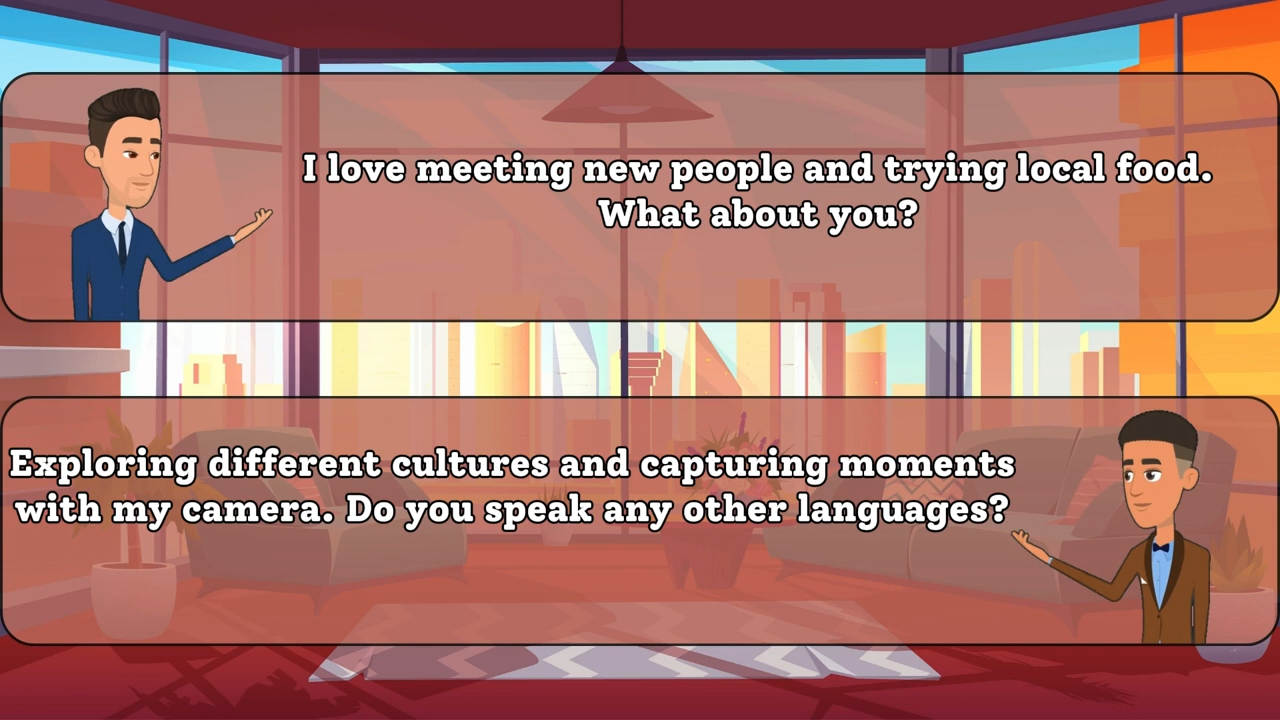 I love meeting new people and trying local food.
What about you?
Exploring different cultures and capturing moments
with my camera. Do you speak any other languages?